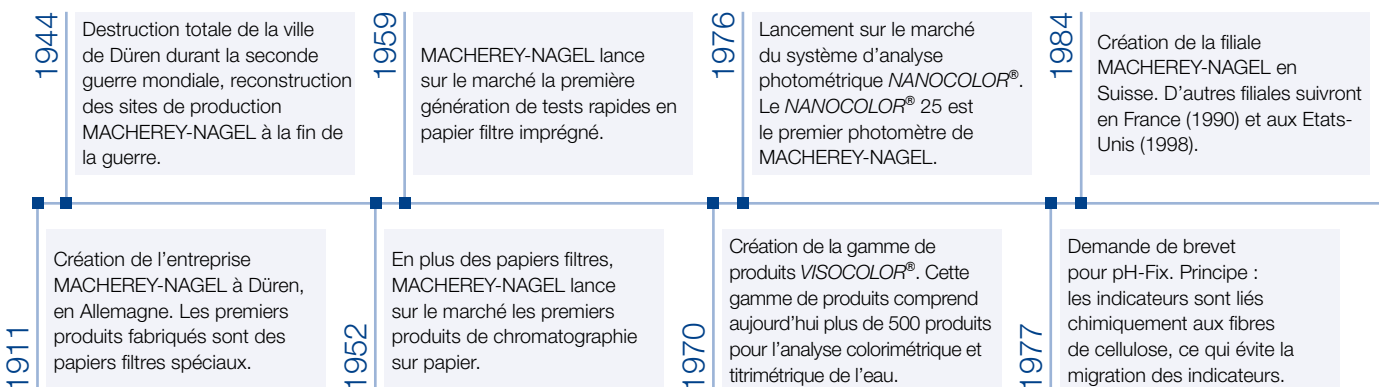 1944
Destruction totale de la ville
de Düren durant la seconde
guerre mondiale, reconstruction
des sites de production
MACHEREY-NAGEL à la fin de
la guerre.
1959
MACHEREY-NAGEL lance
sur le marché la première
génération de tests rapides en
papier filtre imprégné.
1976
Lancement sur le marché
du système d’analyse
photométrique NANOCOLOR®.
Le NANOCOLOR® 25 est
le premier photomètre de
MACHEREY-NAGEL.
1984
Création de la filiale
MACHEREY-NAGEL en
Suisse. D’autres filiales suivront
en France (1990) et aux Etats-
Unis (1998).
1911
Création de l’entreprise
MACHEREY-NAGEL à Düren,
en Allemagne. Les premiers
produits fabriqués sont des
papiers filtres spéciaux.
1952
En plus des papiers filtres,
MACHEREY-NAGEL lance
sur le marché les premiers
produits de chromatographie
sur papier.
1970
Création de la gamme de
produits VISOCOLOR®. Cette
gamme de produits comprend
aujourd’hui plus de 500 produits
pour l’analyse colorimétrique et
titrimétrique de l’eau.
1977
Demande de brevet
pour pH-Fix. Principe :
les indicateurs sont liés
chimiquement aux fibres
de cellulose, ce qui évite la
migration des indicateurs.